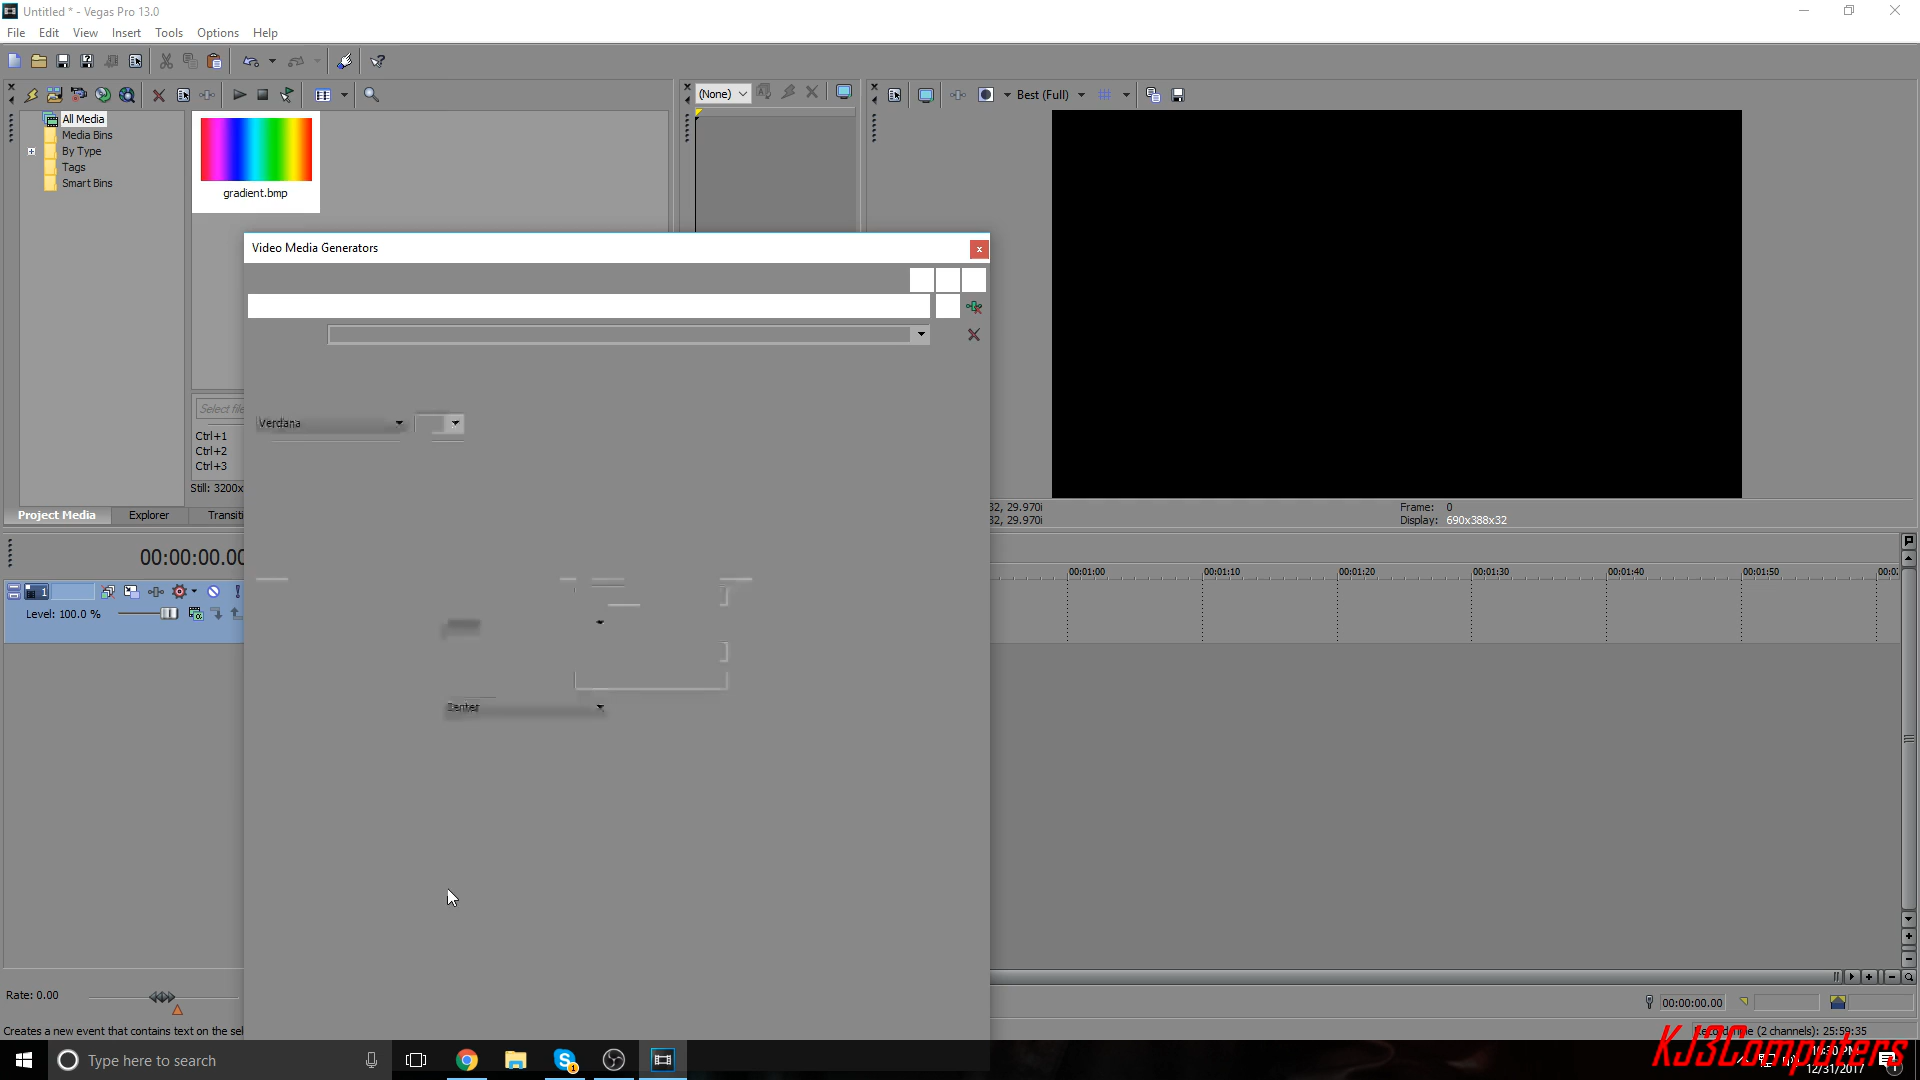 Untitled * - Vegas Pro 13.0
File Edit View Insert Tools Options Help
(None)
Best (Full)
All Media
Media Bins
By Type
Tags
Smart Bins
gradient.bmp
Video Media Generators
Select file
Verdana
Ctrl+1
Ctrl+2
Ctrl+3
Still: 3200x
Project Media Explorer Transiti
32, 29.970i
32, 29.970i
Frame: 0
Display: 690x388x32
00:00:00.00
00:01:00 00:01:10 00:01:20 00:01:30 00:01:40 00:01:50 00:0
1
Level: 100.0 %
Center
Rate: 0.00
00:00:00.00
Creates a new event that contains text on the sel
(2 channels): 25:59:35
KJ3Computers
Type here to search
12/31/2017